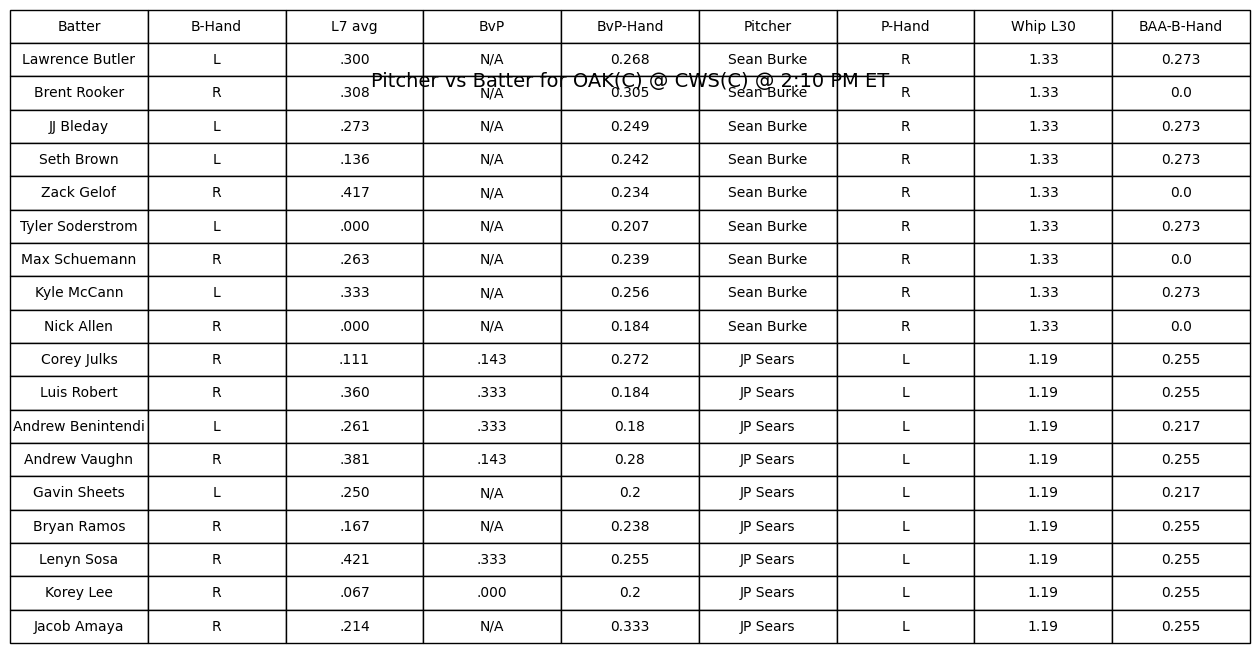 Batter B-Hand L7 avg BvP BvP-Hand Pitcher P-Hand Whip L30 BAA-B-Hand
Lawrence Butler L .300 N/A 0.268 Sean Burke R 1.33 0.273
Pitcher vs Batter for OAK(C) @ CWS(C) @ 2:10 PM ET
Brent Rooker R .308 N/A 0.305 Sean Burke R 1.33 0.0
JJ Bleday L .273 N/A 0.249 Sean Burke R 1.33 0.273
Seth Brown L .136 N/A 0.242 Sean Burke R 1.33 0.273
Zack Gelof R .417 N/A 0.234 Sean Burke R 1.33 0.0
Tyler Soderstrom L .000 N/A 0.207 Sean Burke R 1.33 0.273
Max Schuemann R .263 N/A 0.239 Sean Burke R 1.33 0.0
Kyle McCann L .333 N/A 0.256 Sean Burke R 1.33 0.273
Nick Allen R .000 N/A 0.184 Sean Burke R 1.33 0.0
Corey Julks R .111 .143 0.272 JP Sears L 1.19 0.255
Luis Robert R .360 .333 0.184 JP Sears L 1.19 0.255
Andrew Benintendi L .261 .333 0.18 JP Sears L 1.19 0.217
Andrew Vaughn R .381 .143 0.28 JP Sears L 1.19 0.255
Gavin Sheets L .250 N/A 0.2 JP Sears L 1.19 0.217
Bryan Ramos R .167 N/A 0.238 JP Sears L 1.19 0.255
Lenyn Sosa R .421 .333 0.255 JP Sears L 1.19 0.255
Korey Lee R .067 .000 0.2 JP Sears L 1.19 0.255
Jacob Amaya R .214 N/A 0.333 JP Sears L 1.19 0.255